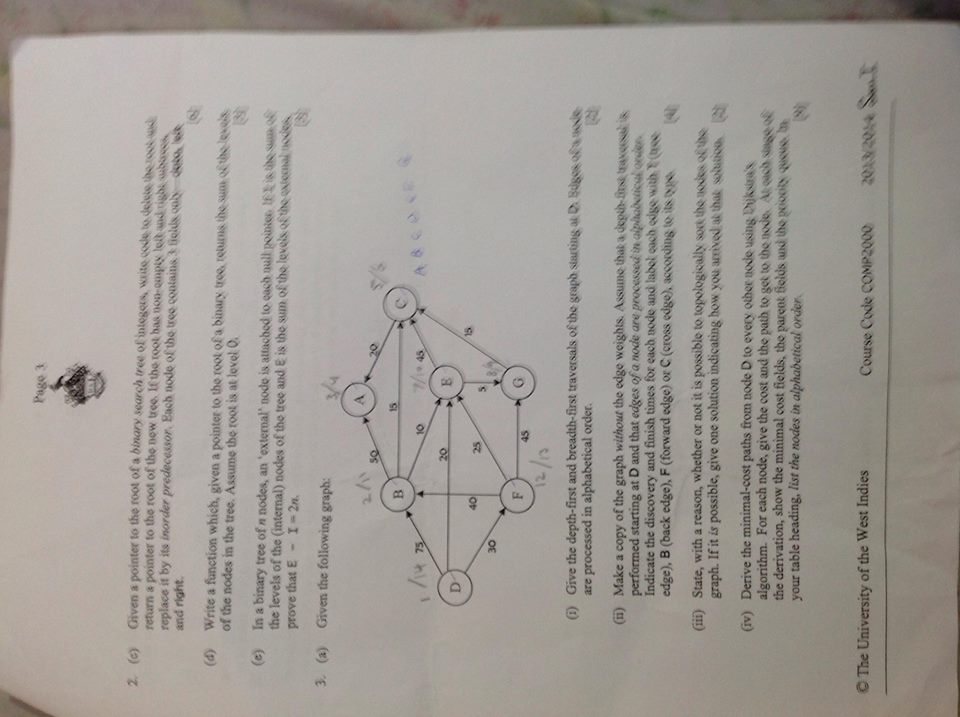 Page 3
2. (c) Given a pointer to the root of a binary search tree of integers, write code to delete the root and
return a pointer to the root of the new tree. If the root has non-empty left and right subtrees,
replace it by its inorder predecessor. Each node of the tree contains 3 fields only – data, left
and right. [6]
(d) Write a function which, given a pointer to the root of a binary tree, returns the sum of the levels
of the nodes in the tree. Assume the root is at level 0. [3]
(e) In a binary tree of n nodes, an 'external' node is attached to each null pointer. If I is the sum of
the levels of the (internal) nodes of the tree and E is the sum of the levels of the external nodes,
prove that E – I = 2n. [3]
3. (a) Given the following graph:
3/4
A
20
5/6
C
50
2/11
B
15
A B C D E F G
75
10
7/10
45
1/14
D
20
E
15
40
25
5
8/9
30
F
45
G
12/13
(i) Give the depth-first and breadth-first traversals of the graph starting at D. Edges of a node
are processed in alphabetical order. [2]
(ii) Make a copy of the graph without the edge weights. Assume that a depth-first traversal is
performed starting at D and that edges of a node are processed in alphabetical order.
Indicate the discovery and finish times for each node and label each edge with T (tree
edge), B (back edge), F (forward edge) or C (cross edge), according to its type. [4]
(iii) State, with a reason, whether or not it is possible to topologically sort the nodes of the
graph. If it is possible, give one solution indicating how you arrived at that solution. [2]
(iv) Derive the minimal-cost paths from node D to every other node using Dijkstra's
algorithm. For each node, give the cost and the path to get to the node. At each stage of
the derivation, show the minimal cost fields, the parent fields and the priority queue. In
your table heading, list the nodes in alphabetical order.
© The University of the West Indies Course Code COMP2000 2013/2014